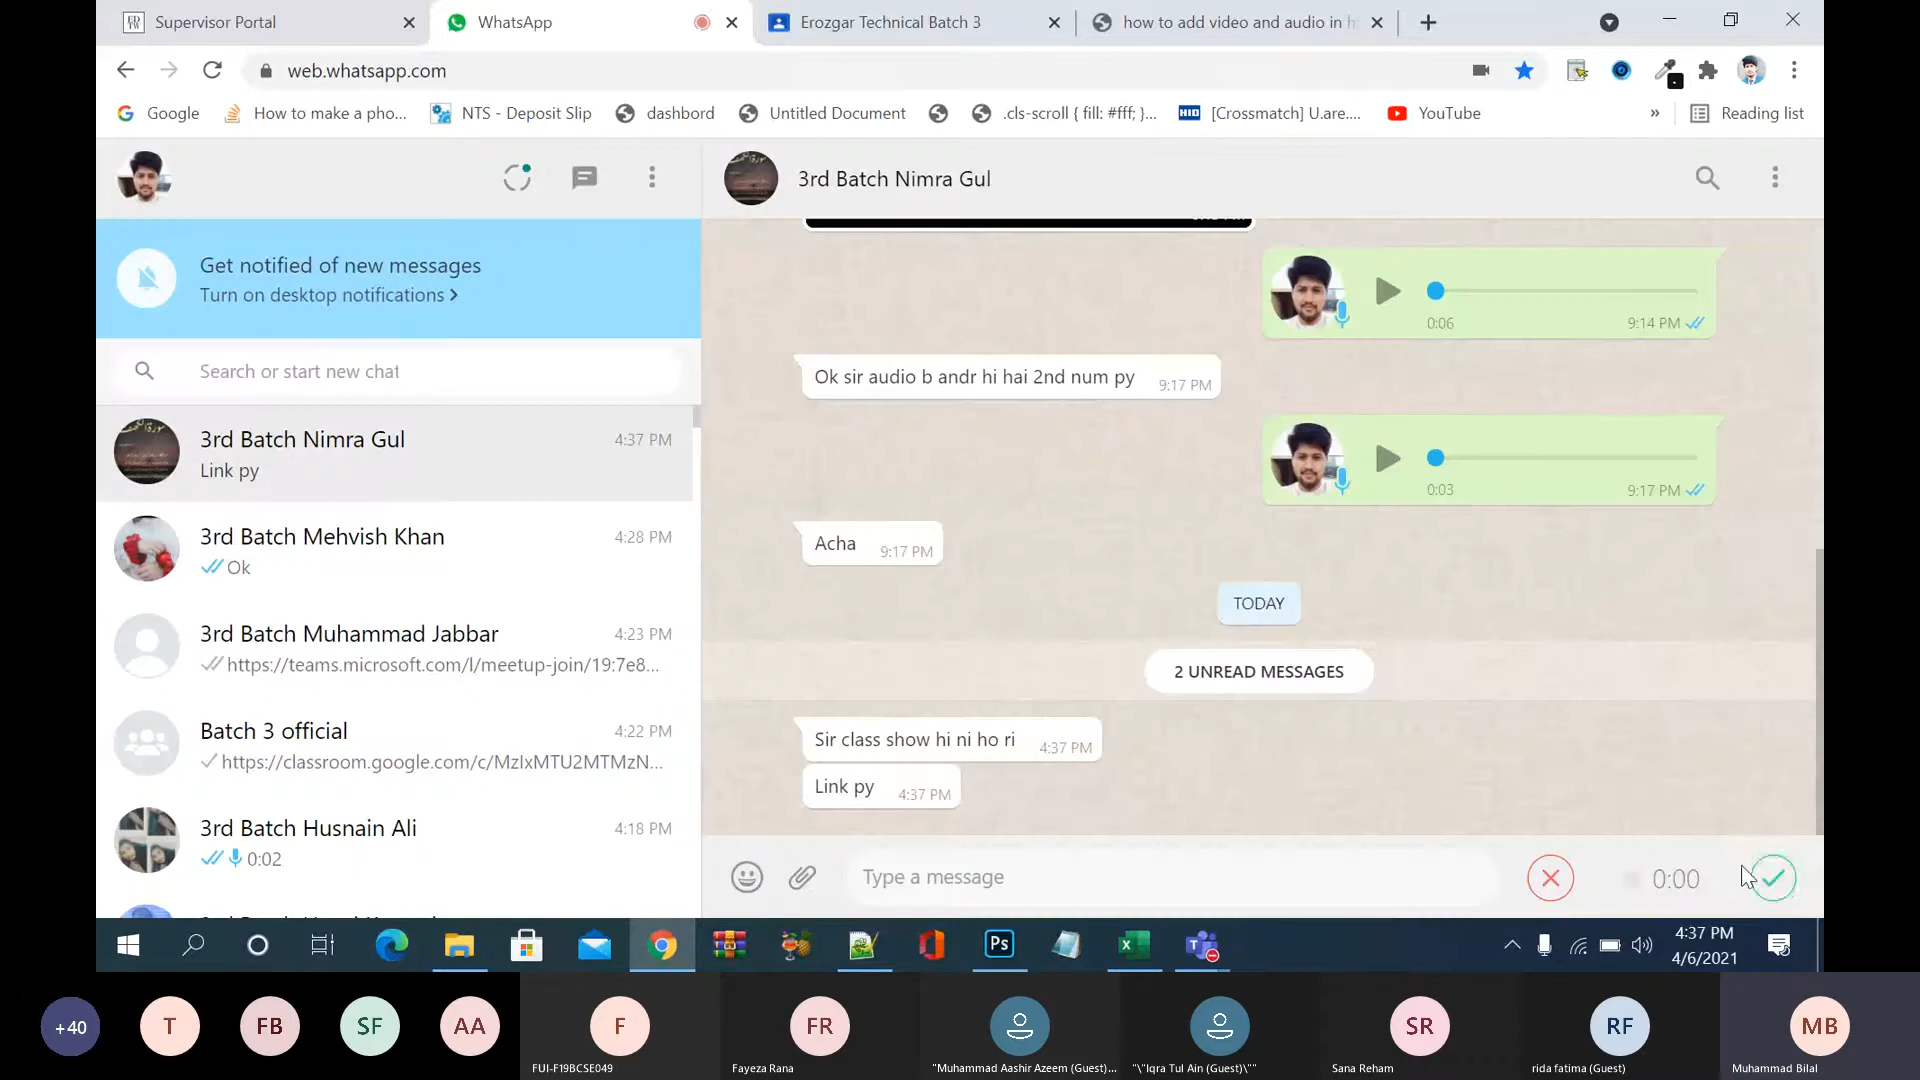 Supervisor Portal
WhatsApp
Erozgar Technical Batch 3
how to add video and audio in h
web.whatsapp.com
Google
How to make a pho...
NTS - Deposit Slip
dashbord
Untitled Document
.cls-scroll { fill: #fff; }...
HID
[Crossmatch] U.are....
YouTube
»
Reading list
3rd Batch Nimra Gul
Get notified of new messages
Turn on desktop notifications >
Search or start new chat
3rd Batch Nimra Gul
4:37 PM
Link py
3rd Batch Mehvish Khan
4:28 PM
Ok
3rd Batch Muhammad Jabbar
4:23 PM
https://teams.microsoft.com/l/meetup-join/19:7e8...
Batch 3 official
4:22 PM
https://classroom.google.com/c/MzIxMTU2MTMzN...
3rd Batch Husnain Ali
4:18 PM
0:02
0:06
9:14 PM
Ok sir audio b andr hi hai 2nd num py
9:17 PM
0:03
9:17 PM
Acha
9:17 PM
TODAY
2 UNREAD MESSAGES
Sir class show hi ni ho ri
4:37 PM
Link py
4:37 PM
Type a message
0:00
Ps
4:37 PM
4/6/2021
+40
T
FB
SF
AA
F
FR
SR
RF
MB
FUI-F19BCSE049
Fayeza Rana
"Muhammad Aashir Azeem (Guest)...
"\"Iqra Tul Ain (Guest)\""
Sana Reham
rida fatima (Guest)
Muhammad Bilal